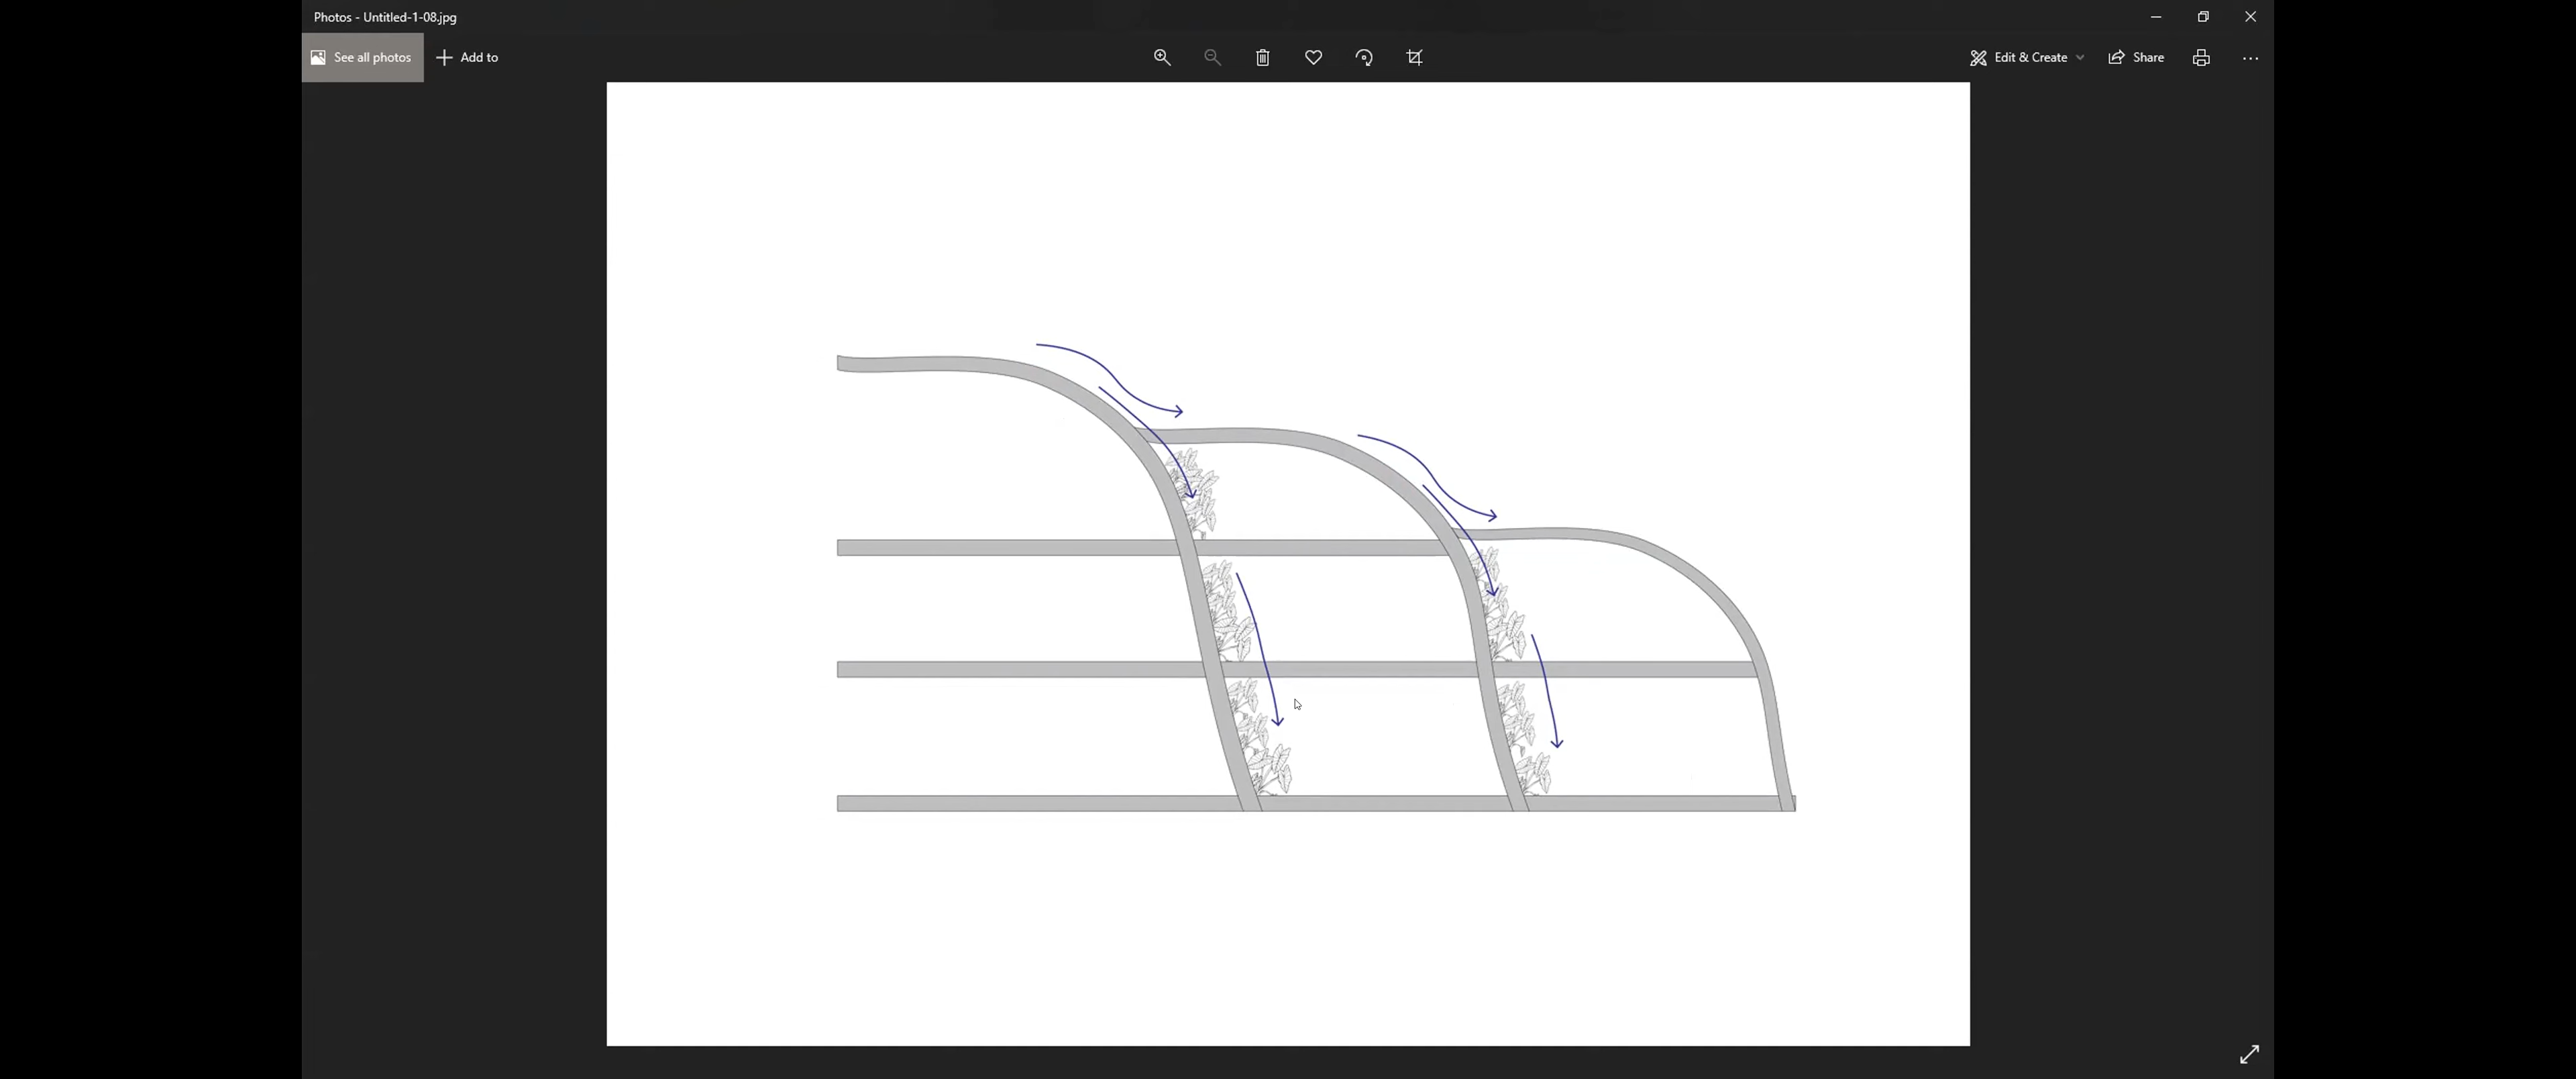 Photos - Untitled-1-08.jpg
See all photos
Add to
Edit & Create
Share